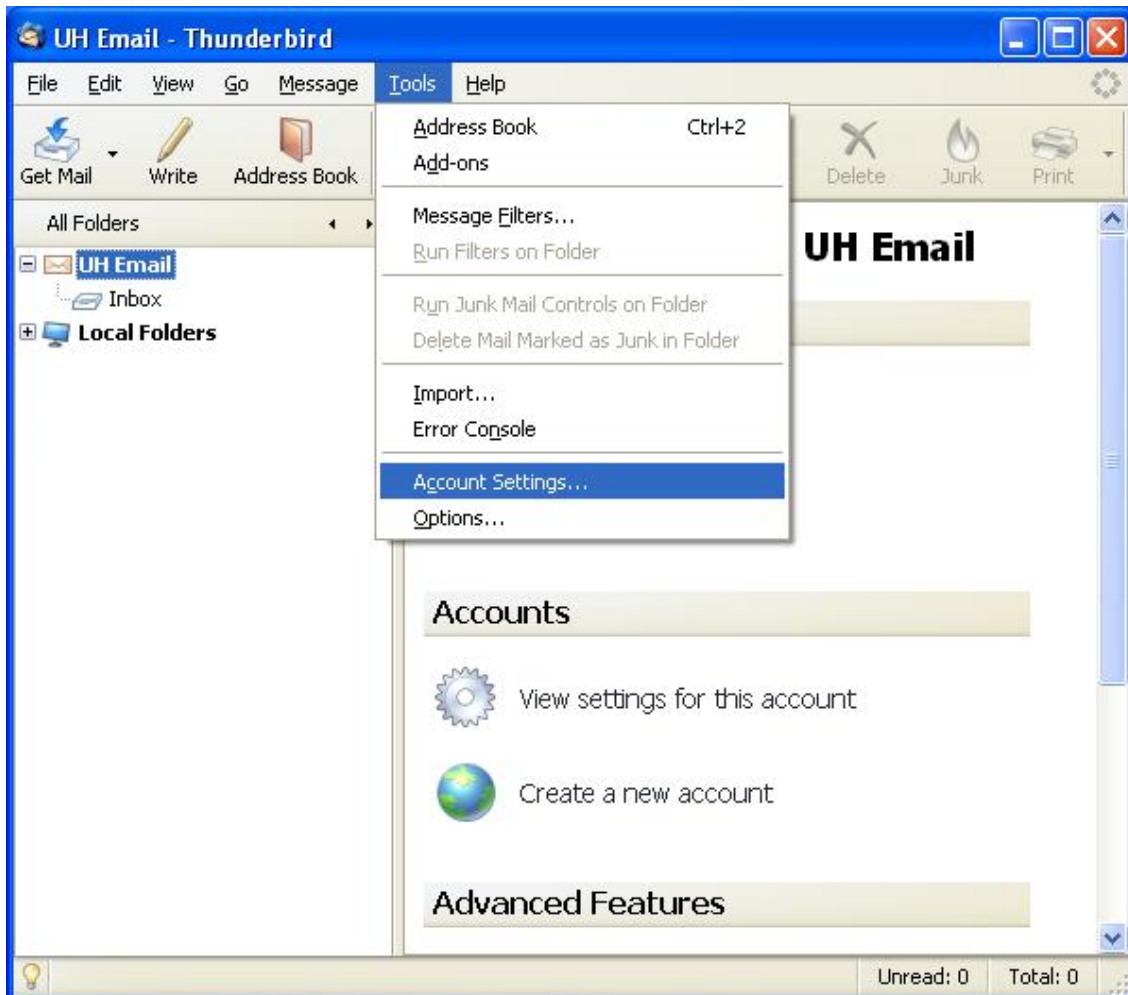 UH Email - Thunderbird
File Edit View Go Message Tools Help
Get Mail Write Address Book Delete Junk Print
Address Book Ctrl+2
Add-ons
Message Filters...
Run Filters on Folder
Run Junk Mail Controls on Folder
Delete Mail Marked as Junk in Folder
Import...
Error Console
Account Settings...
Options...
All Folders
UH Email
Inbox
Local Folders
UH Email
Accounts
View settings for this account
Create a new account
Advanced Features
Unread: 0 Total: 0